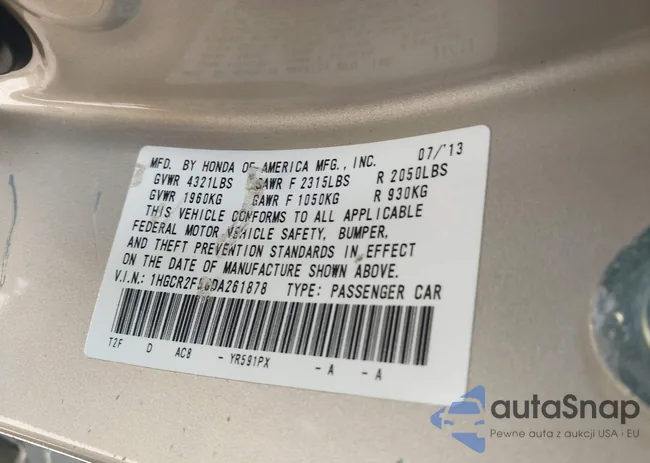 MFD. BY HONDA OF AMERICA MFG., INC. 07/'13
GVWR 4321LBS GAWR F 2315LBS R 2050LBS
GVWR 1960KG GAWR F 1050KG R 930KG
THIS VEHICLE CONFORMS TO ALL APPLICABLE
FEDERAL MOTOR VEHICLE SAFETY, BUMPER,
AND THEFT PREVENTION STANDARDS IN EFFECT
ON THE DATE OF MANUFACTURE SHOWN ABOVE.
V.I.N.: TYPE: PASSENGER CAR
T2F D AC8 - YR591PX - A - A
autaSnap
Pewne auta z aukcji USA i EU